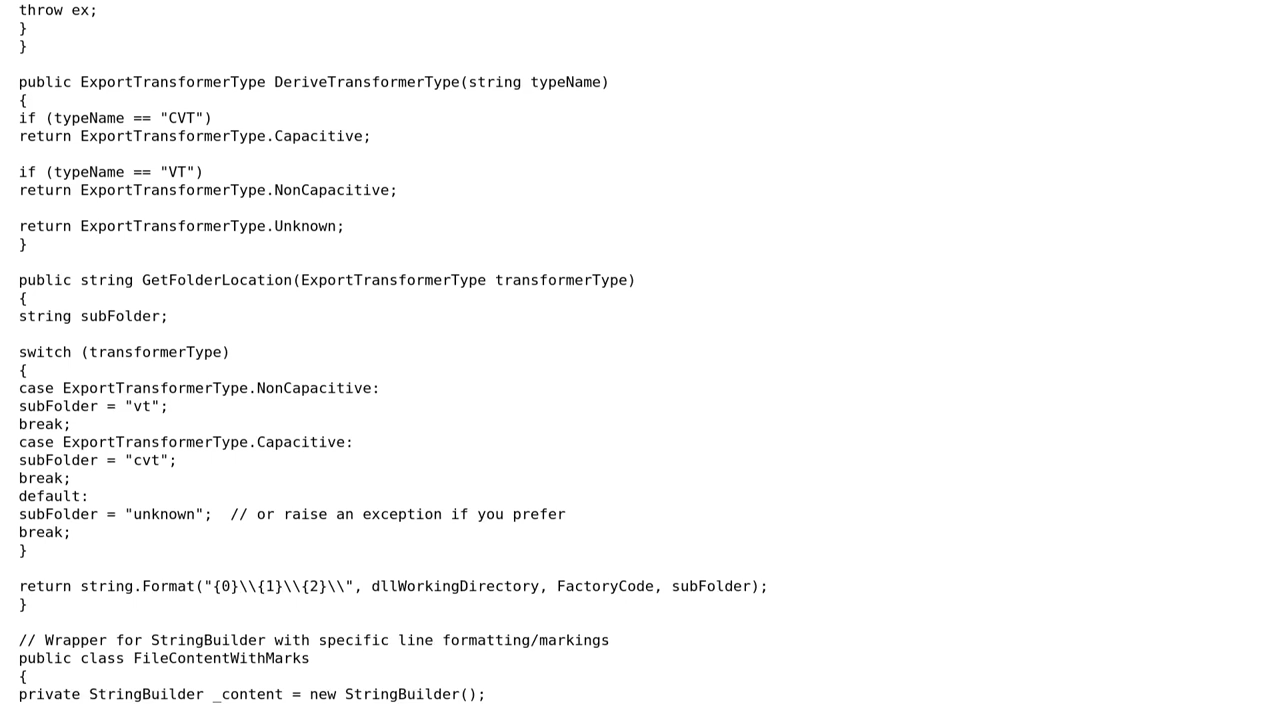 throw ex;
}
}
public ExportTransformerType DeriveTransformerType(string typeName)
{
if (typeName == "CVT")
return ExportTransformerType.Capacitive;
if (typeName == "VT")
return ExportTransformerType.NonCapacitive;
return ExportTransformerType.Unknown;
}
public string GetFolderLocation(ExportTransformerType transformerType)
{
string subFolder;
switch (transformerType)
{
case ExportTransformerType.NonCapacitive:
subFolder = "vt";
break;
case ExportTransformerType.Capacitive:
subFolder = "cvt";
break;
default:
subFolder = "unknown";  // or raise an exception if you prefer
break;
}
return string.Format("{0}\\{1}\\{2}\\", dllWorkingDirectory, FactoryCode, subFolder);
}
// Wrapper for StringBuilder with specific line formatting/markings
public class FileContentWithMarks
{
private StringBuilder _content = new StringBuilder();